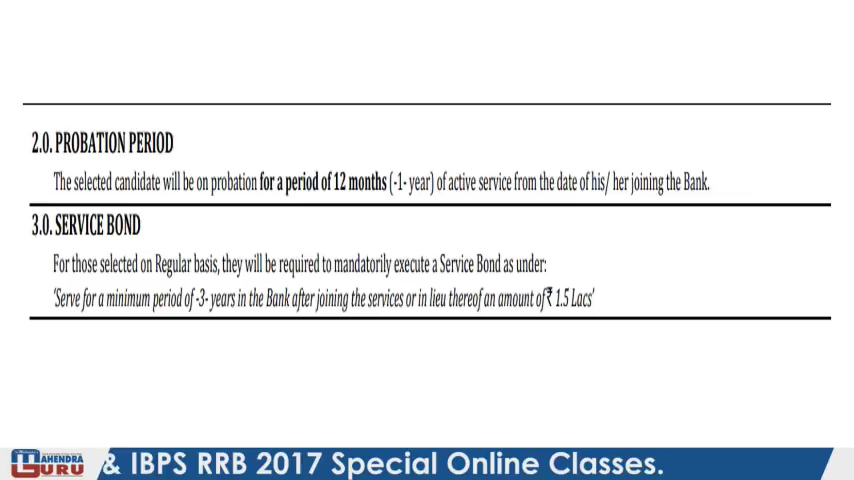 2.0. PROBATION PERIOD
The selected candidate will be on probation for a period of 12 months (-1- year) of active service from the date of his/ her joining the Bank.
3.0. SERVICE BOND
For those selected on Regular basis, they will be required to mandatorily execute a Service Bond as under:
‘Serve for a minimum period of -3- years in the Bank after joining the services or in lieu thereof an amount of₹ 1.5 Lacs’
AHENDRA
GURU
& IBPS RRB 2017 Special Online Classes.